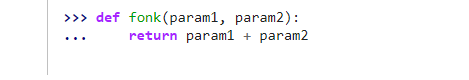 >>> def fonk(param1, param2):
...     return param1 + param2